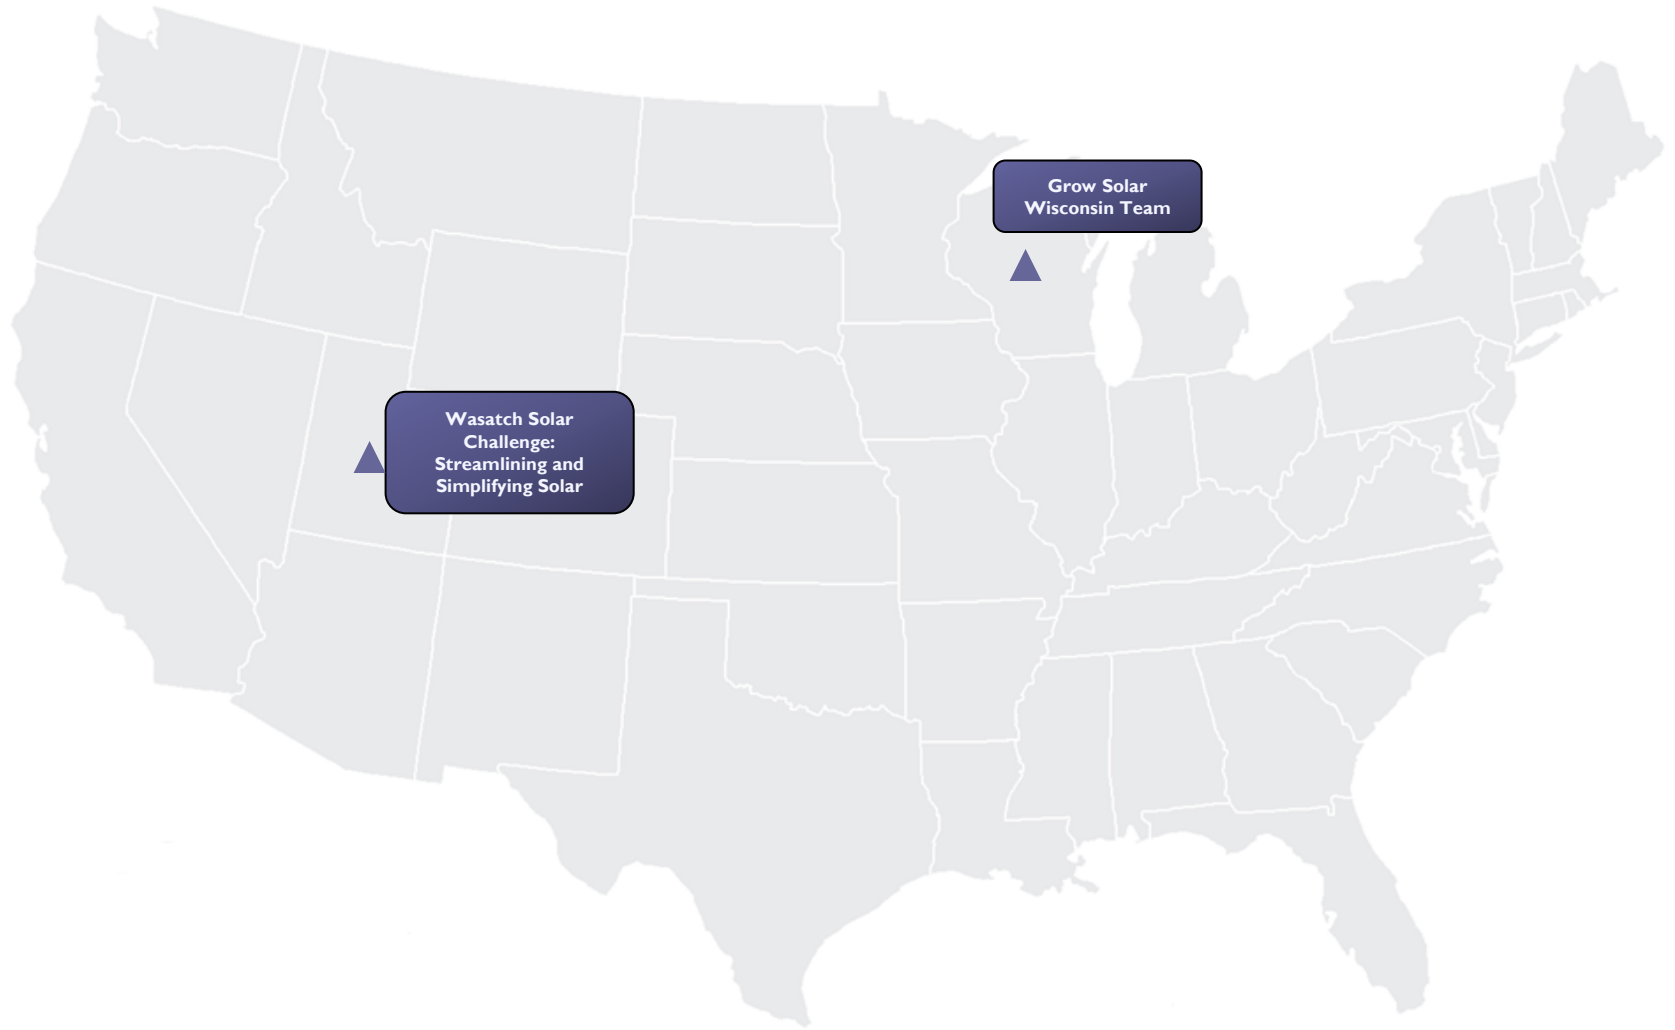 Grow Solar
Wisconsin Team
Wasatch Solar
Challenge:
Streamlining and
Simplifying Solar